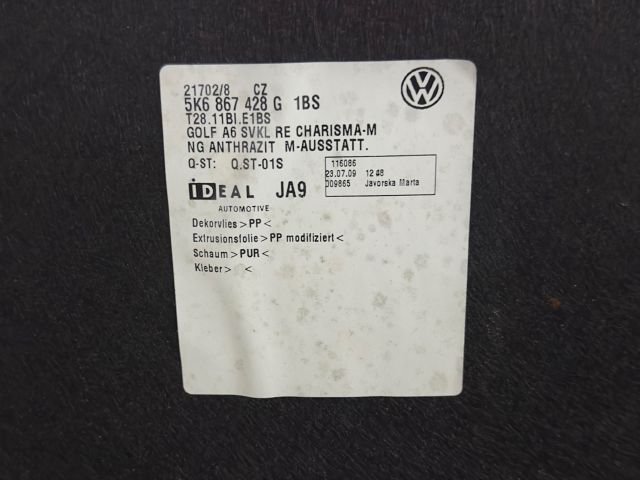 21702/8 CZ
5K6 867 428 G 1BS
T28.11BI.E1BS
GOLF A6 SVKL RE CHARISMA-M
NG ANTHRAZIT M-AUSSTATT.
Q-ST: Q.ST-01S
116086
23.07.09 12
009865 Javorska Marta
iDEAL JA9
AUTOMOTIVE
Dekorvlies >PP<
Extrusionsfolie >PP modifiziert<
Schaum >PUR<
Kleber > <
VW